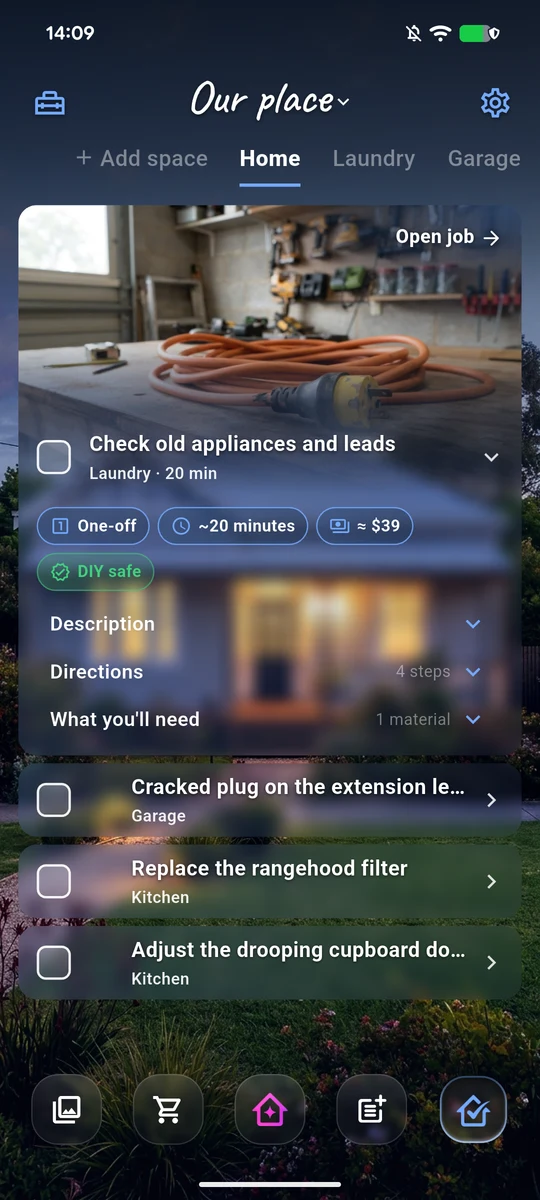 14:09
Our place
+ Add space
Home
Laundry
Garage
Open job →
Check old appliances and leads
Laundry · 20 min
One-off
~20 minutes
≈ $39
DIY safe
Description
Directions
4 steps
What you'll need
1 material
Cracked plug on the extension le...
Garage
Replace the rangehood filter
Kitchen
Adjust the drooping cupboard do...
Kitchen